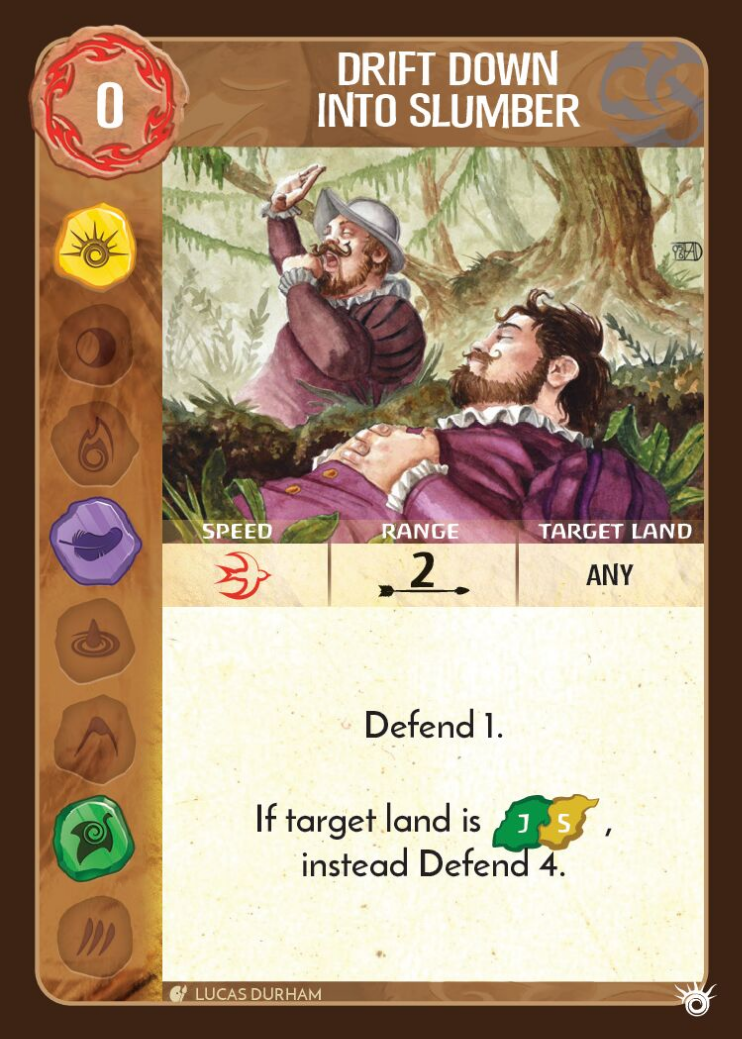 0
DRIFT DOWN
INTO SLUMBER
SPEED RANGE TARGET LAND
2 ANY
Defend 1.
If target land is J S ,
instead Defend 4.
LUCAS DURHAM